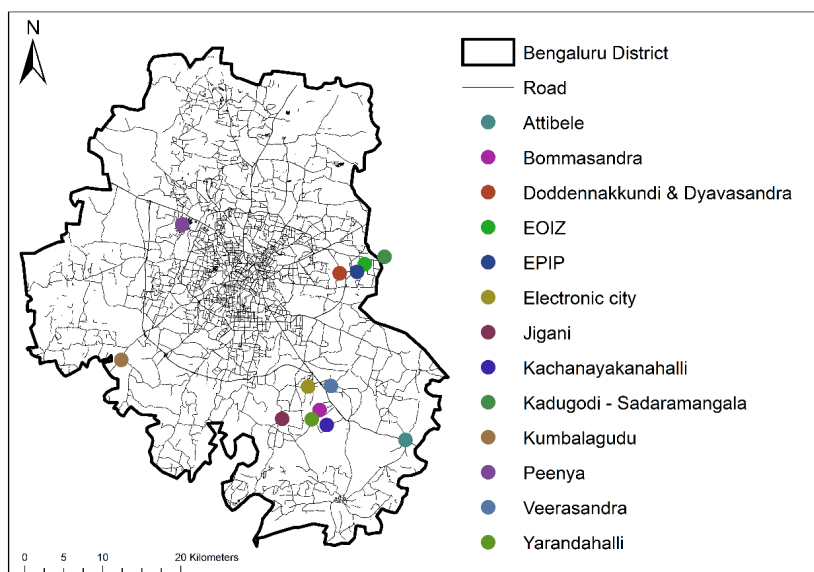 N
Bengaluru District
Road
Attibele
Bommasandra
Doddennakkundi & Dyavasandra
EOIZ
EPIP
Electronic city
Jigani
Kachanayakanahalli
Kadugodi - Sadaramangala
Kumbalagudu
Peenya
Veerasandra
Yarandahalli
0 5 10 20 Kilometers